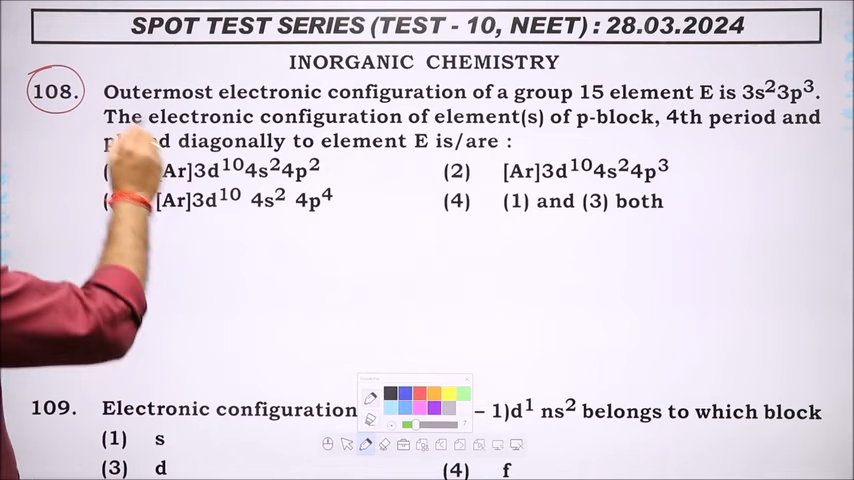 SPOT TEST SERIES (TEST - 10, NEET) : 28.03.2024
INORGANIC CHEMISTRY
108. Outermost electronic configuration of a group 15 element E is 3s²3p³.
The electronic configuration of element(s) of p-block, 4th period and
diagonally to element E is/are :
[Ar]3d¹⁰4s²4p² (2) [Ar]3d¹⁰4s²4p³
[Ar]3d¹⁰ 4s² 4p⁴ (4) (1) and (3) both
109. Electronic configuration – 1)d¹ ns² belongs to which block
(1) s
(3) d (4) f
7